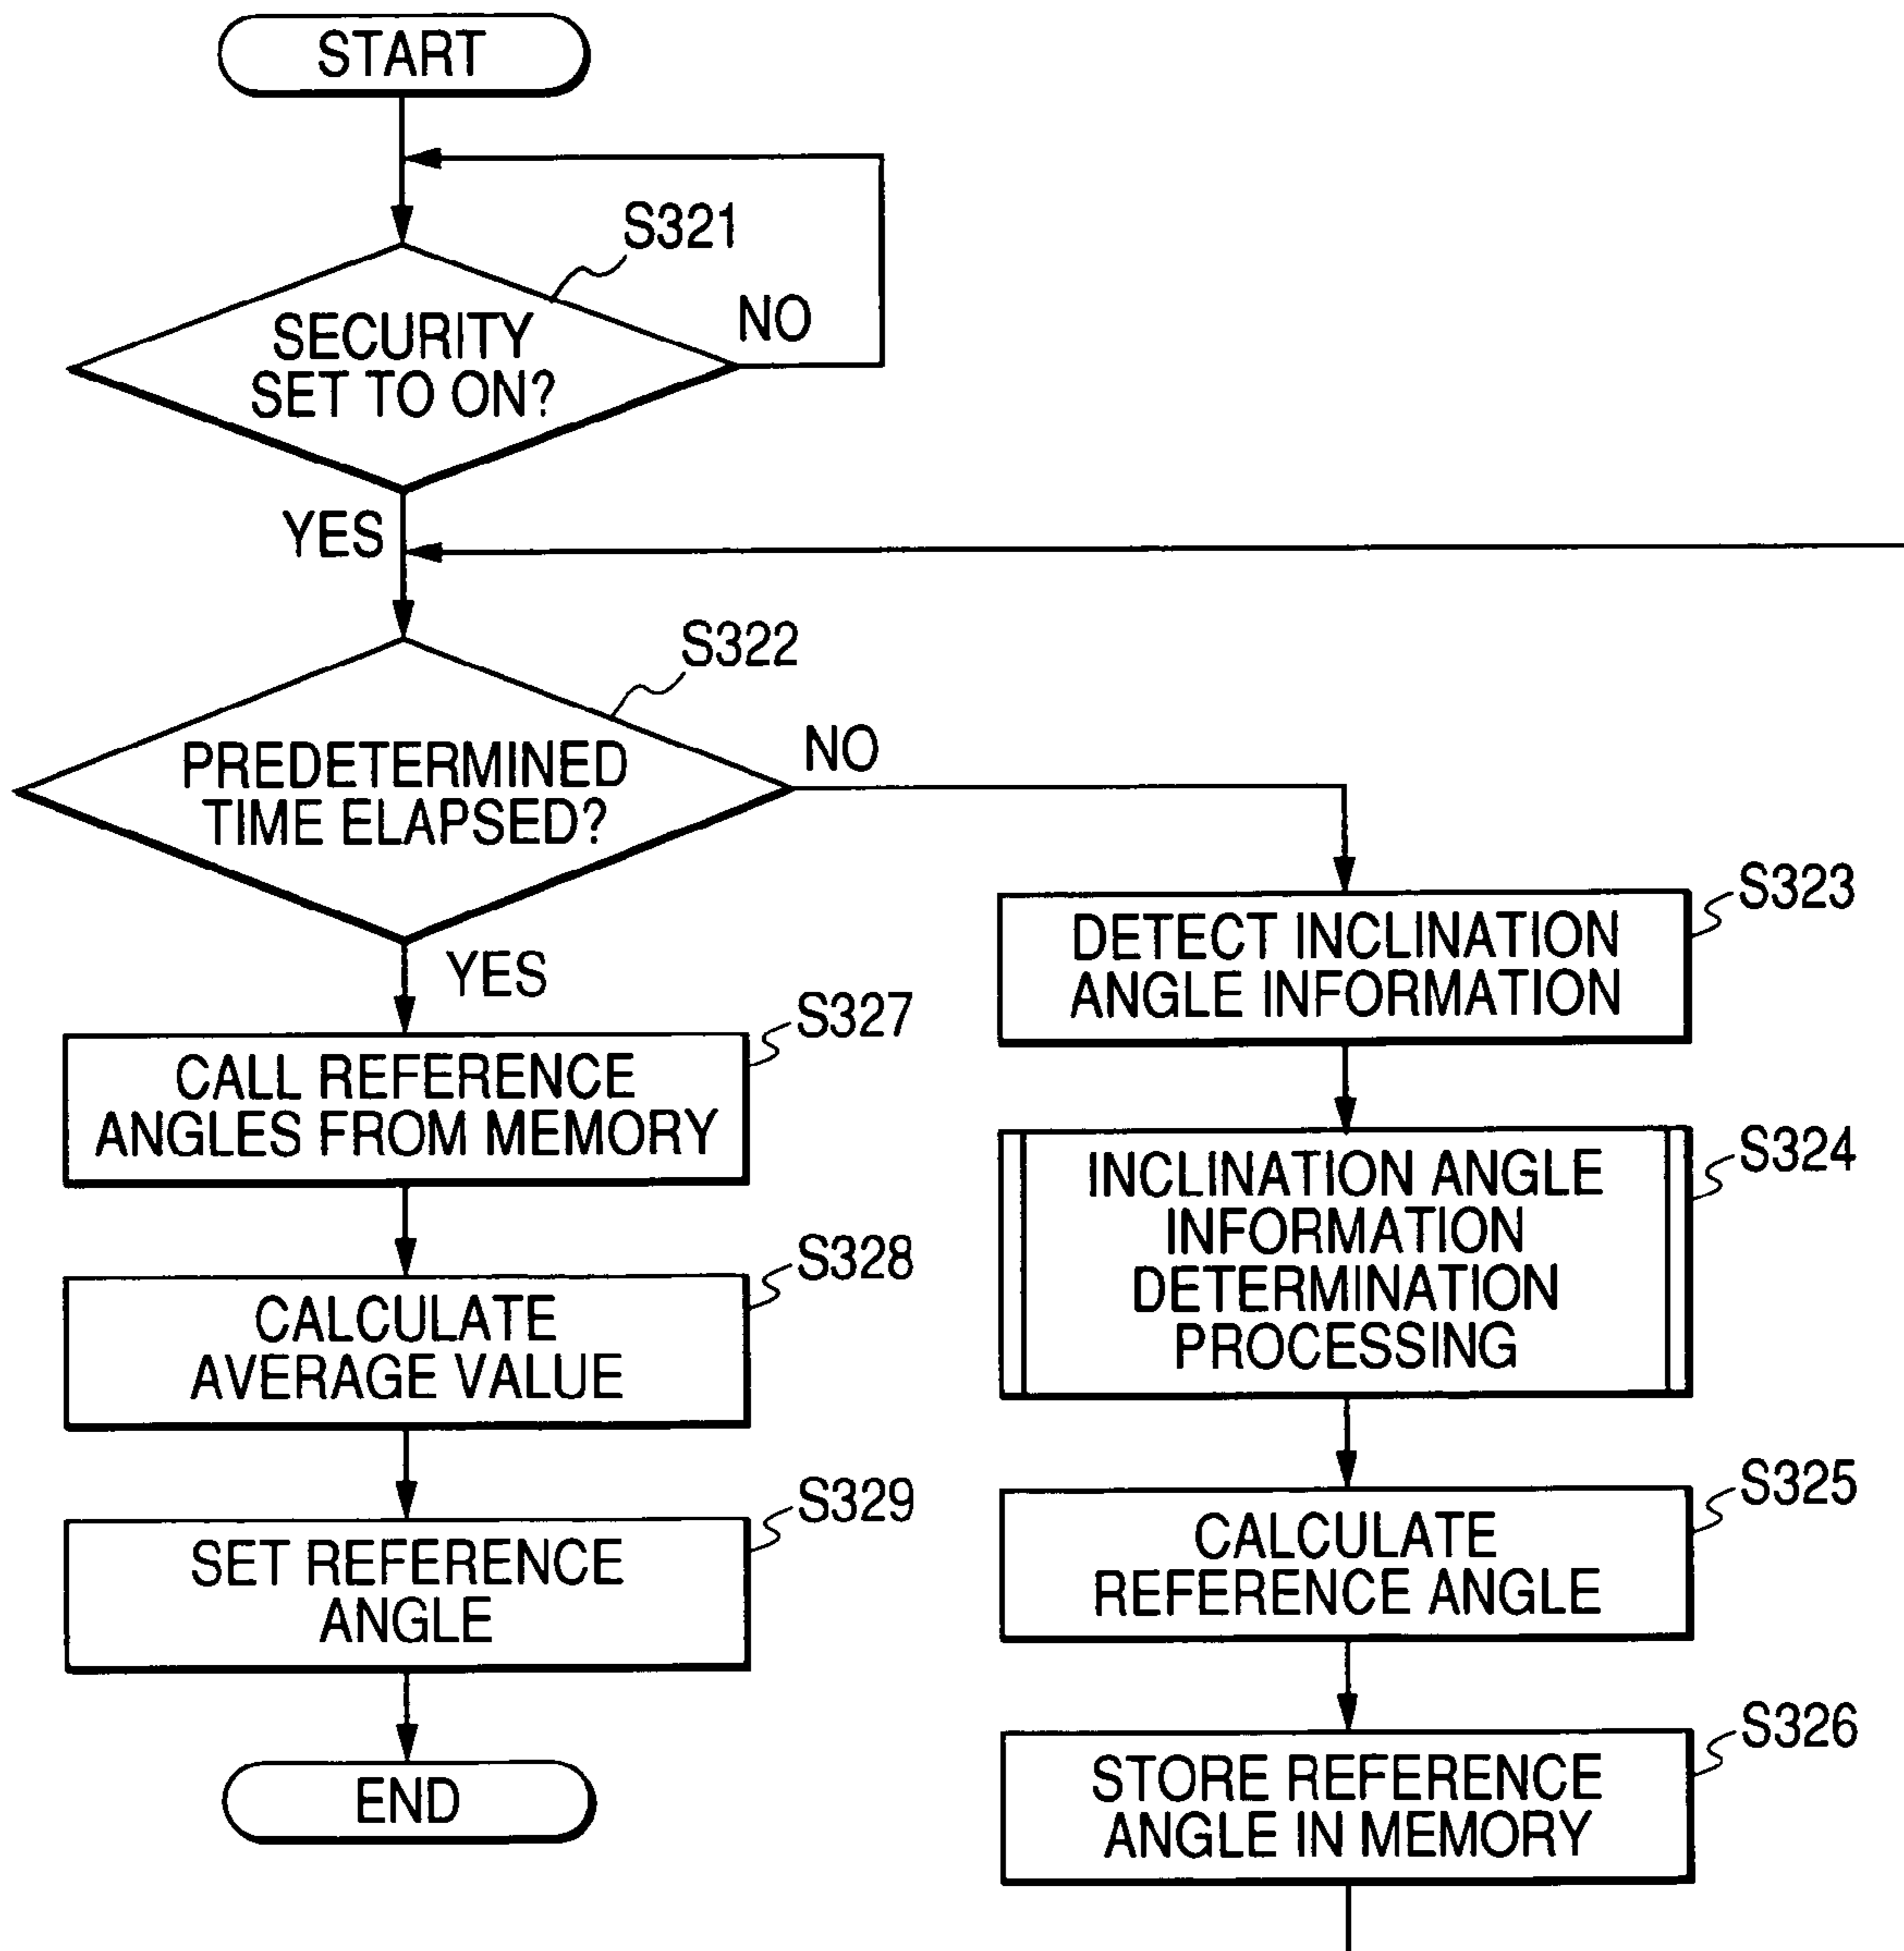 START
S321
SECURITY
SET TO ON?
NO
YES
S322
PREDETERMINED
TIME ELAPSED?
NO
YES
S323
DETECT INCLINATION
ANGLE INFORMATION
S324
INCLINATION ANGLE
INFORMATION
DETERMINATION
PROCESSING
S325
CALCULATE
REFERENCE ANGLE
S326
STORE REFERENCE
ANGLE IN MEMORY
S327
CALL REFERENCE
ANGLES FROM MEMORY
S328
CALCULATE
AVERAGE VALUE
S329
SET REFERENCE
ANGLE
END